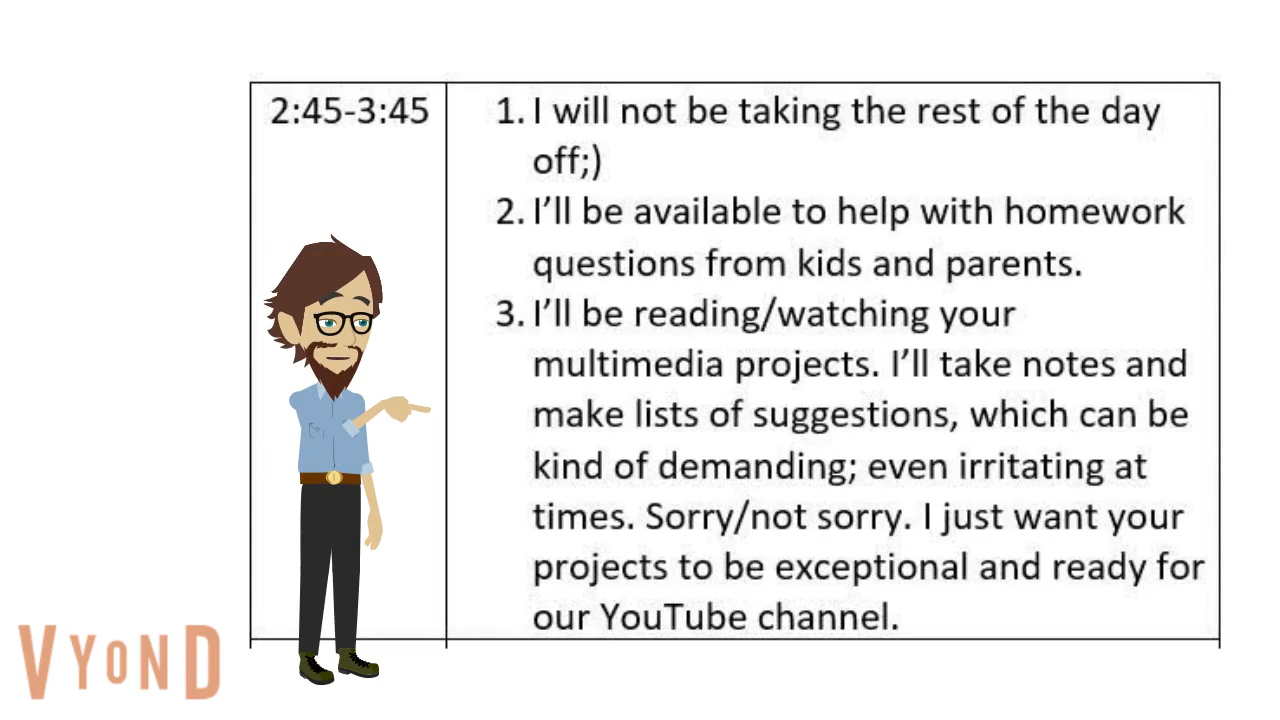 2:45-3:45
1. I will not be taking the rest of the day
off;)
2. I’ll be available to help with homework
questions from kids and parents.
3. I’ll be reading/watching your
multimedia projects. I’ll take notes and
make lists of suggestions, which can be
kind of demanding; even irritating at
times. Sorry/not sorry. I just want your
projects to be exceptional and ready for
our YouTube channel.
VYOND